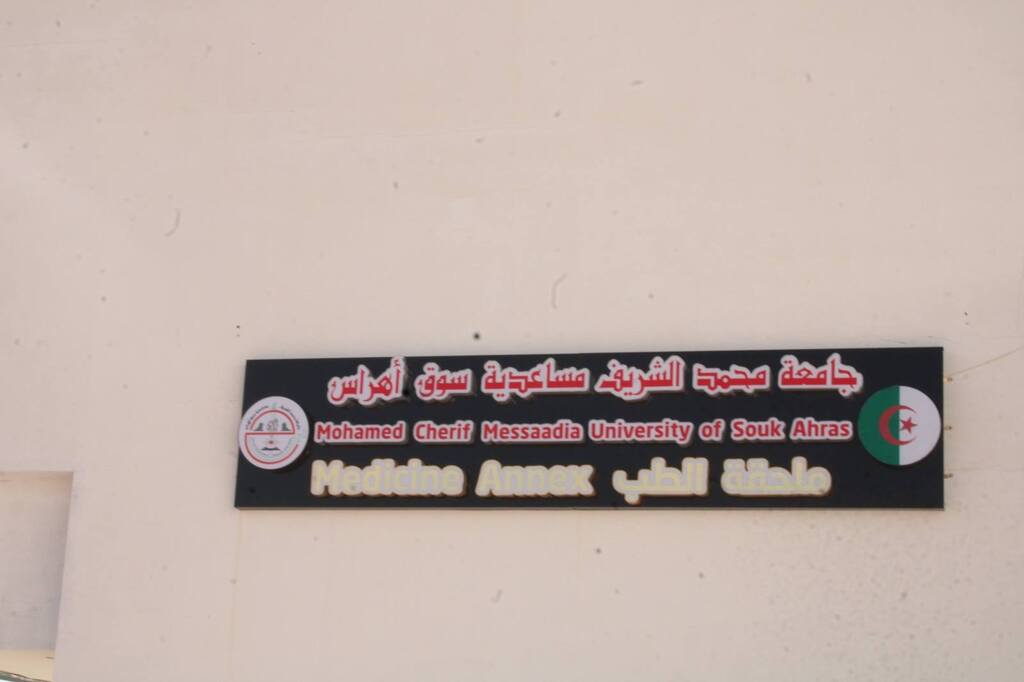 جامعة محمد الشريف مساعدية سوق أهراس
Mohamed Cherif Messaadia University of Souk Ahras
Medicine Annex ملحقة الطب